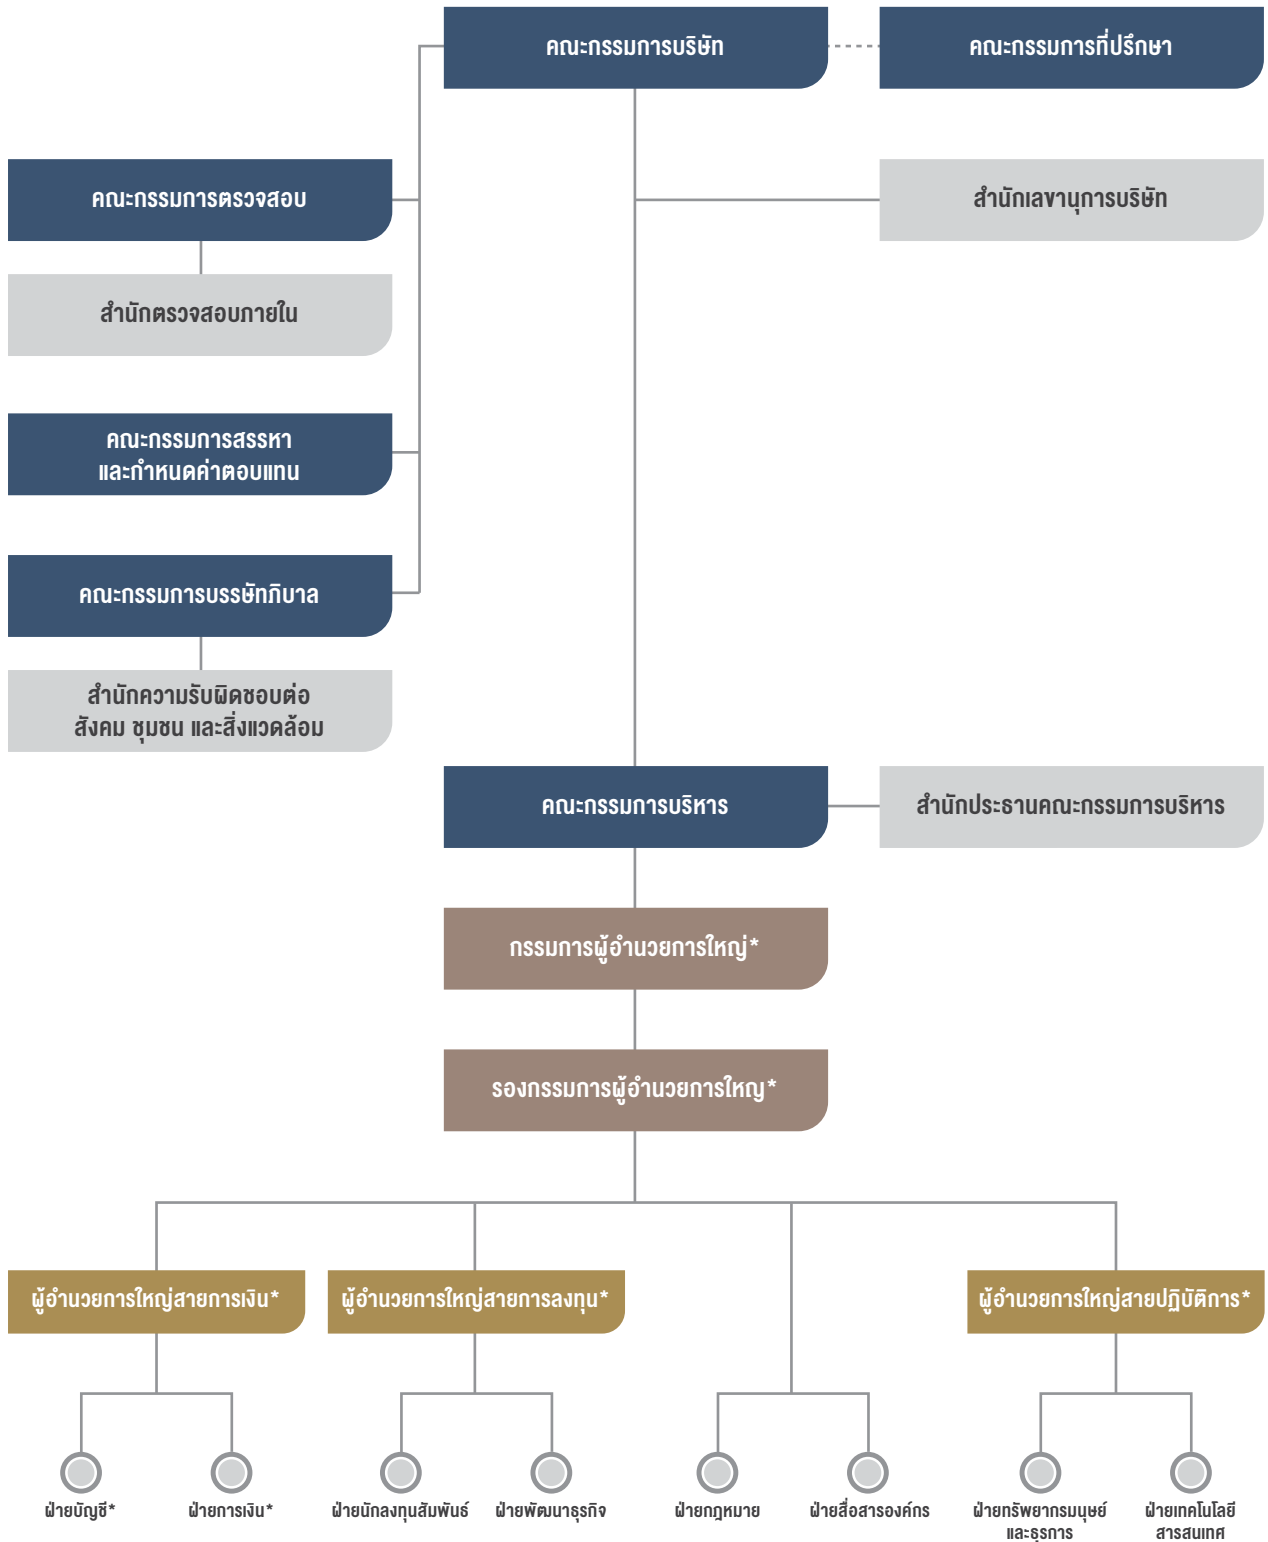 คณะกรรมการบริษัท
คณะกรรมการที่ปรึกษา
คณะกรรมการตรวจสอบ
สำนักเลขานุการบริษัท
สำนักตรวจสอบภายใน
คณะกรรมการสรรหา
และกำหนดค่าตอบแทน
คณะกรรมการบรรษัทภิบาล
สำนักความรับผิดชอบต่อ
สังคม ชุมชน และสิ่งแวดล้อม
คณะกรรมการบริหาร
สำนักประธานคณะกรรมการบริหาร
กรรมการผู้อำนวยการใหญ่*
รองกรรมการผู้อำนวยการใหญ*
ผู้อำนวยการใหญ่สายการเงิน*
ผู้อำนวยการใหญ่สายการลงทุน*
ผู้อำนวยการใหญ่สายปฏิบัติการ*
ฝ่ายบัญชี*
ฝ่ายการเงิน*
ฝ่ายนักลงทุนสัมพันธ์
ฝ่ายพัฒนาธุรกิจ
ฝ่ายกฎหมาย
ฝ่ายสื่อสารองค์กร
ฝ่ายทรัพยากรมนุษย์
และธุรการ
ฝ่ายเทคโนโลยี
สารสนเทศ